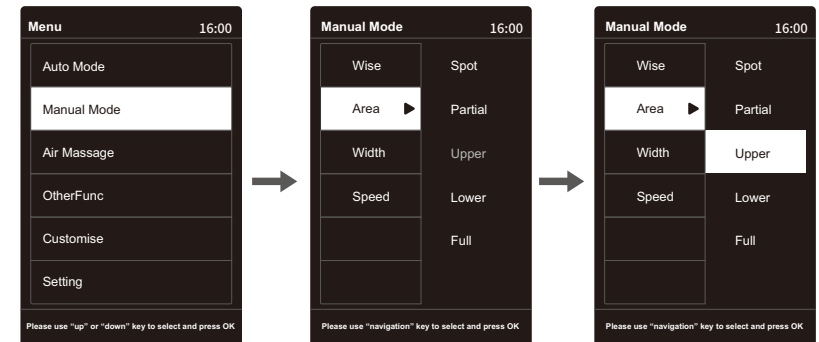 Menu 16:00
Auto Mode
Manual Mode
Air Massage
OtherFunc
Customise
Setting
Please use “up” or “down” key to select and press OK
Manual Mode 16:00
Wise Spot
Area Partial
Width Upper
Speed Lower
Full
Please use “navigation” key to select and press OK
Manual Mode 16:00
Wise Spot
Area Partial
Width Upper
Speed Lower
Full
Please use “navigation” key to select and press OK